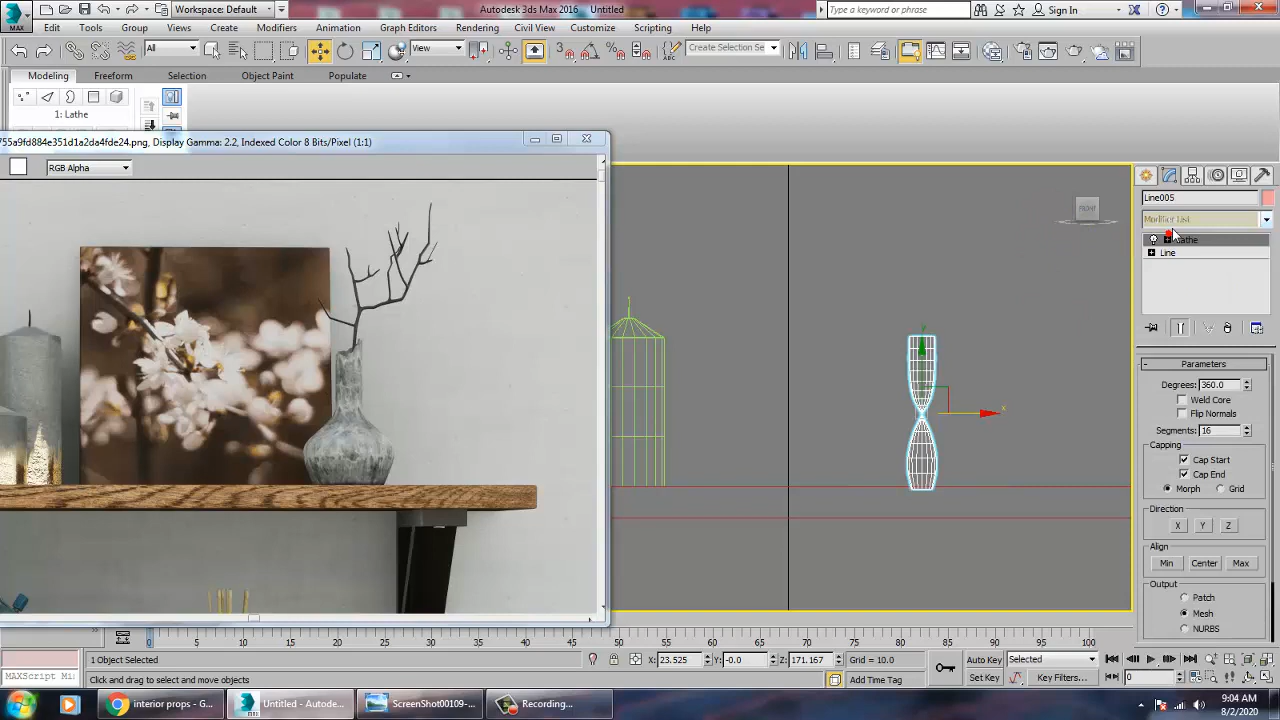 Workspace: Default
Autodesk 3ds Max 2016   Untitled
Type a keyword or phrase
Sign In
MAX
Edit Tools Group Views Create Modifiers Animation Graph Editors Rendering Civil View Customize Scripting Help
All
View
Create Selection Se
Modeling Freeform Selection Object Paint Populate
1: Lathe
755a9fd884e351d1a2da4fde24.png, Display Gamma: 2.2, Indexed Color 8 Bits/Pixel (1:1)
RGB Alpha
FRONT
y
x
Line005
Modifier List
Lathe
Line
Parameters
Degrees: 360.0
Weld Core
Flip Normals
Segments: 16
Capping
Cap Start
Cap End
Morph Grid
Direction
X Y Z
Align
Min Center Max
Output
Patch
Mesh
NURBS
0 5 10 15 20 25 30 35 40 45 50 55 60 65 70 75 80 85 90 95 100
1 Object Selected
X: 23.525 Y: -0.0 Z: 171.167 Grid = 10.0
Auto Key Selected
MAXScript Mi
Click and drag to select and move objects
Add Time Tag
Set Key Key Filters...
0
interior props - G...
Untitled - Autode...
ScreenShot00109-...
Recording...
9:04 AM
8/2/2020